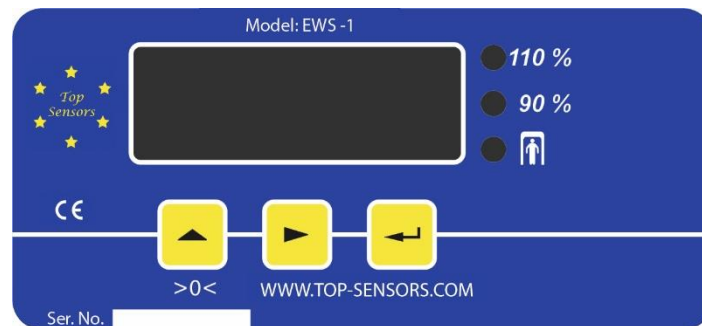 Model: EWS -1
110 %
Top
Sensors
90 %
CE
>0<
WWW.TOP-SENSORS.COM
Ser. No.